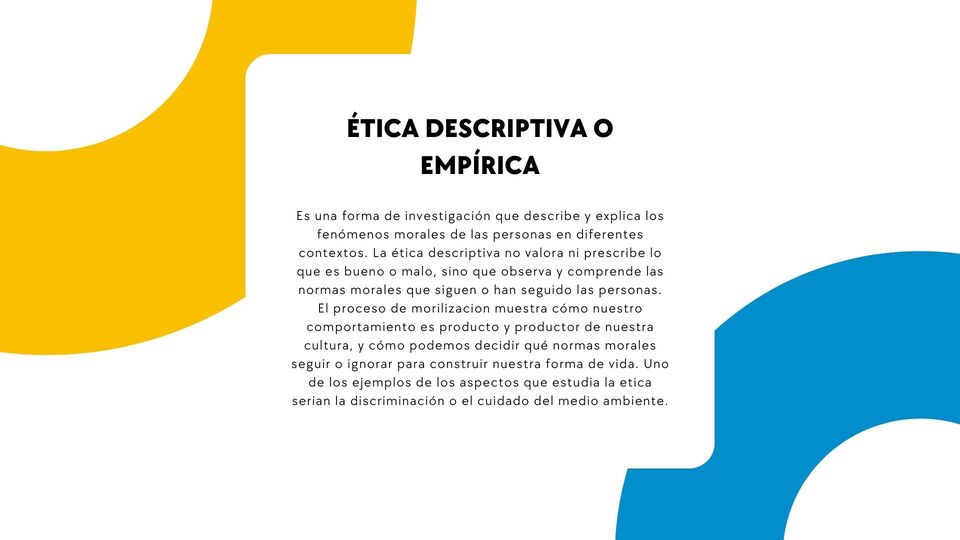 ÉTICA DESCRIPTIVA O
EMPÍRICA
Es una forma de investigación que describe y explica los
fenómenos morales de las personas en diferentes
contextos. La ética descriptiva no valora ni prescribe lo
que es bueno o malo, sino que observa y comprende las
normas morales que siguen o han seguido las personas.
El proceso de morilizacion muestra cómo nuestro
comportamiento es producto y productor de nuestra
cultura, y cómo podemos decidir qué normas morales
seguir o ignorar para construir nuestra forma de vida. Uno
de los ejemplos de los aspectos que estudia la etica
serian la discriminación o el cuidado del medio ambiente.